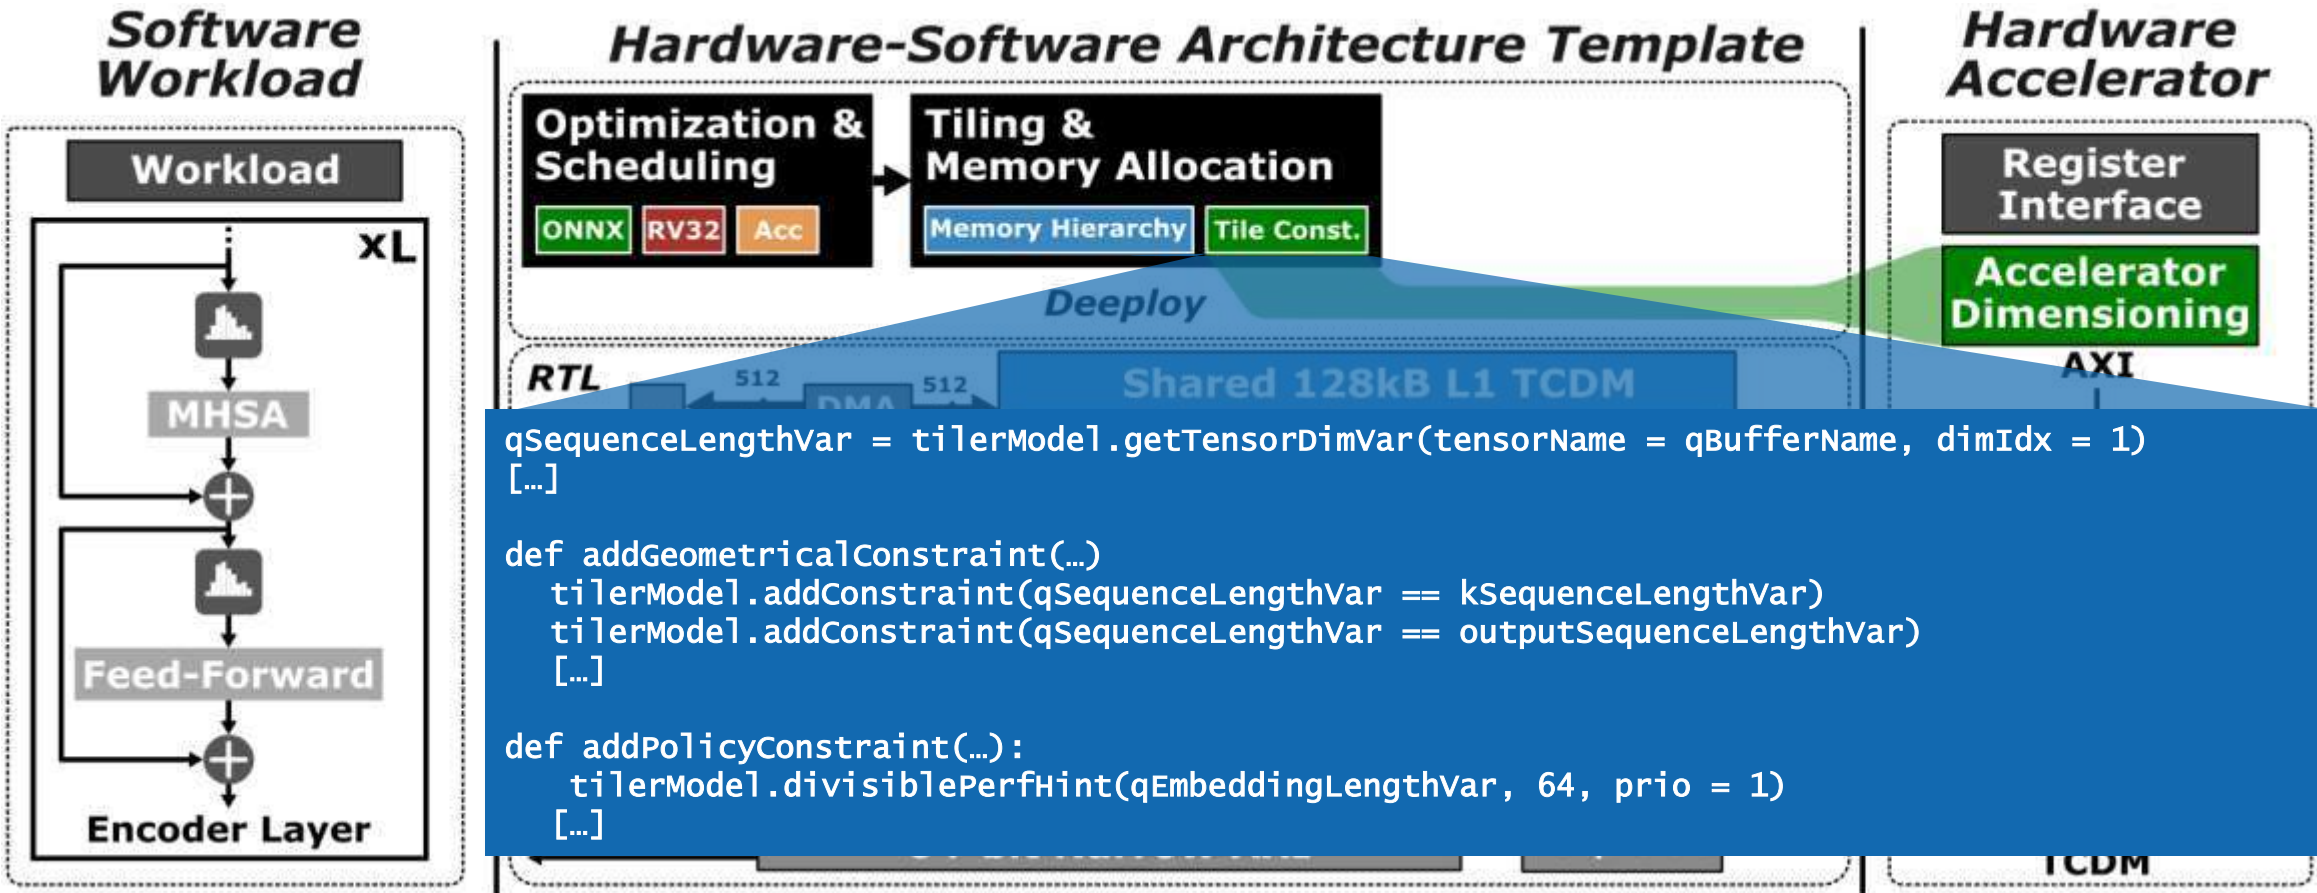 Software
Workload
Workload
xL
MHSA
Feed-Forward
Encoder Layer
Hardware-Software Architecture Template
Optimization &
Scheduling
ONNX RV32 Acc
Tiling &
Memory Allocation
Memory Hierarchy Tile Const.
Deeploy
RTL
512
DMA
512
Shared 128kB L1 TCDM
qSequenceLengthVar = tilerModel.getTensorDimVar(tensorName = qBufferName, dimIdx = 1)
[…]
def addGeometricalConstraint(…)
tilerModel.addConstraint(qSequenceLengthVar == kSequenceLengthVar)
tilerModel.addConstraint(qSequenceLengthVar == outputSequenceLengthVar)
[…]
def addPolicyConstraint(…):
tilerModel.divisiblePerfHint(qEmbeddingLengthVar, 64, prio = 1)
[…]
Hardware
Accelerator
Register
Interface
Accelerator
Dimensioning
AXI
TCDM